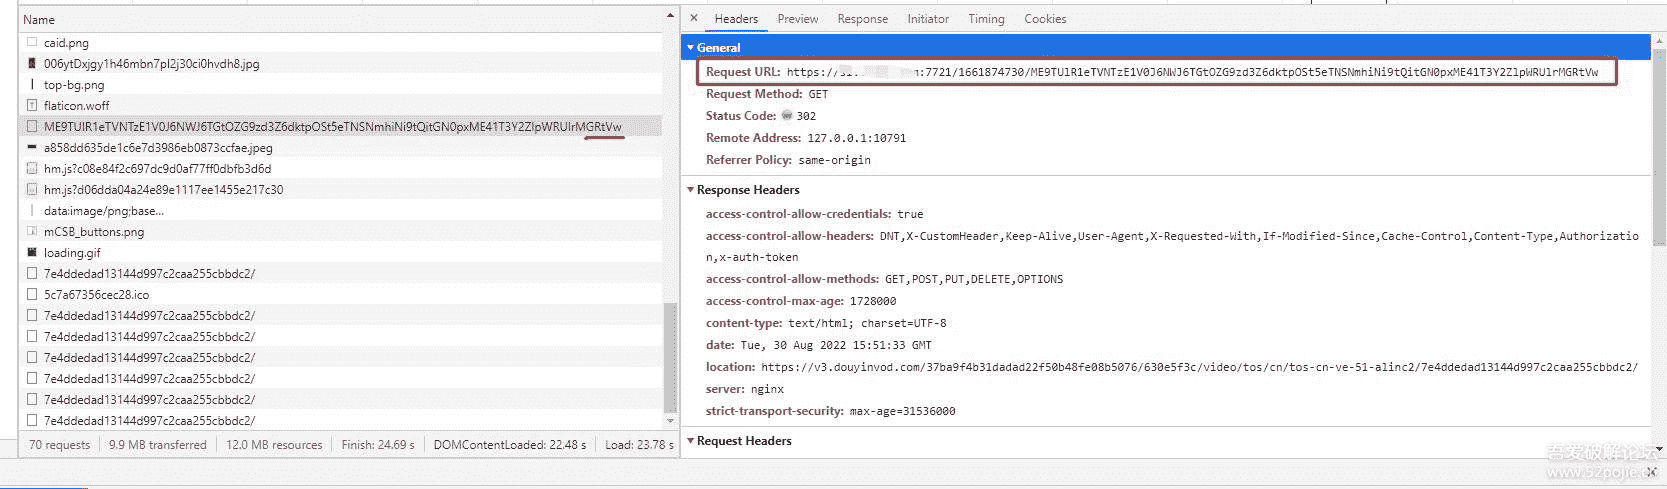 Name
caid.png
006ytDxjgy1h46mbn7pl2j30ci0hvdh8.jpg
top-bg.png
flaticon.woff
ME9TUlR1eTVNTzE1V0J6NWJ6TGtOZG9zd3Z6dktpOSt5eTNSNmhiNi9tQitGN0pxME41T3Y2ZlpWRUlrMGRtVw
a858dd635de1c6e7d3986eb0873ccfae.jpeg
hm.js?c08e84f2c697dc9d0af77ff0dbfb3d6d
hm.js?d06dda04a24e89e1117ee1455e217c30
data:image/png;base...
mCSB_buttons.png
loading.gif
7e4ddedad13144d997c2caa255cbbdc2/
5c7a67356cec28.ico
7e4ddedad13144d997c2caa255cbbdc2/
7e4ddedad13144d997c2caa255cbbdc2/
7e4ddedad13144d997c2caa255cbbdc2/
7e4ddedad13144d997c2caa255cbbdc2/
7e4ddedad13144d997c2caa255cbbdc2/
7e4ddedad13144d997c2caa255cbbdc2/
70 requests 9.9 MB transferred 12.0 MB resources Finish: 24.69 s DOMContentLoaded: 22.48 s Load: 23.78 s
Headers Preview Response Initiator Timing Cookies
General
Request URL: https:// :7721/1661874730/ME9TUlR1eTVNTzE1V0J6NWJ6TGtOZG9zd3Z6dktpOSt5eTNSNmhiNi9tQitGN0pxME41T3Y2ZlpWRUlrMGRtVw
Request Method: GET
Status Code: 302
Remote Address: 127.0.0.1:10791
Referrer Policy: same-origin
Response Headers
access-control-allow-credentials: true
access-control-allow-headers: DNT,X-CustomHeader,Keep-Alive,User-Agent,X-Requested-With,If-Modified-Since,Cache-Control,Content-Type,Authorizatio
n,x-auth-token
access-control-allow-methods: GET,POST,PUT,DELETE,OPTIONS
access-control-max-age: 1728000
content-type: text/html; charset=UTF-8
date: Tue, 30 Aug 2022 15:51:33 GMT
location: https://v3.douyinvod.com/37ba9f4b31dadad22f50b48fe08b5076/630e5f3c/video/tos/cn/tos-cn-ve-51-alinc2/7e4ddedad13144d997c2caa255cbbdc2/
server: nginx
strict-transport-security: max-age=31536000
Request Headers
吾爱破解论坛
www.52pojie.cn